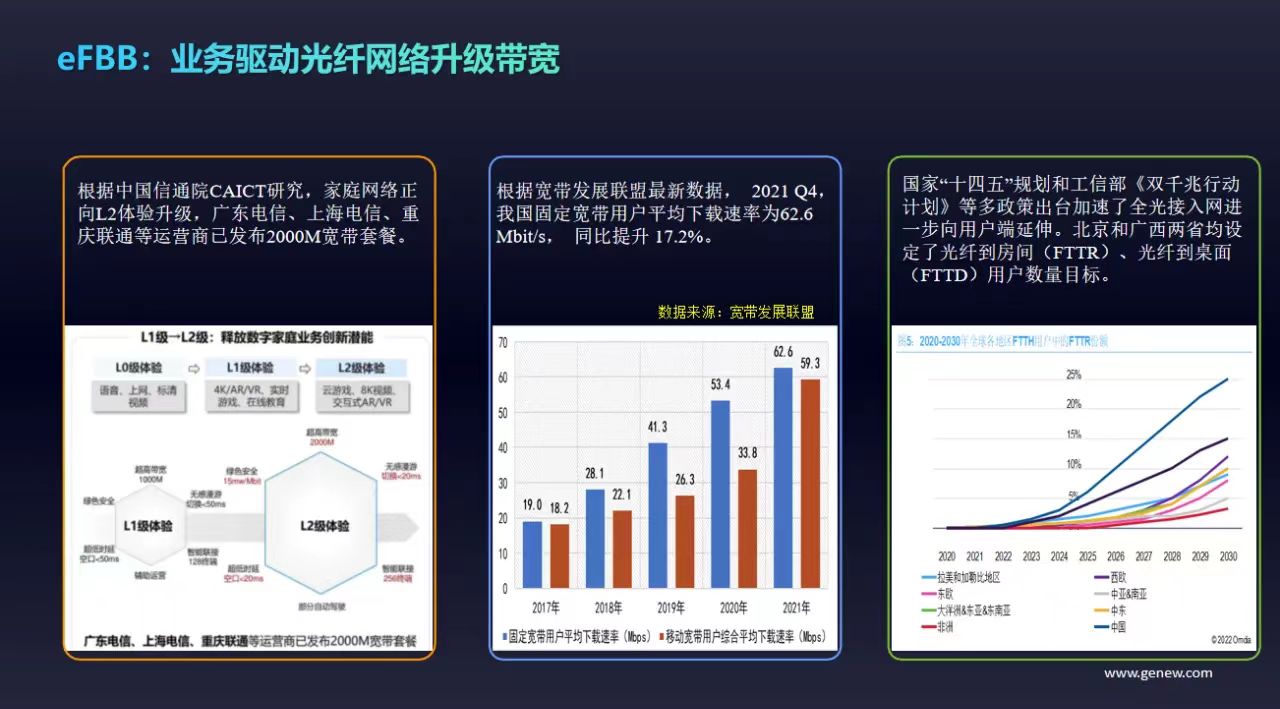 eFBB：业务驱动光纤网络升级带宽
根据中国信通院CAICT研究，家庭网络正
向L2体验升级，广东电信、上海电信、重
庆联通等运营商已发布2000M宽带套餐。
L1级→L2级：释放数字家庭业务创新潜能
L0级体验
L1级体验
L2级体验
语音、上网、标清
视频
4K/AR/VR、实时
游戏、在线教育
云游戏、8K视频、
交互式AR/VR
超高带宽
2000M
超高带宽
1000M
绿色安全
15mw/Mbit
无感漫游
切换<20ms
绿色安全
无感漫游
切换<50ms
L1级体验
L2级体验
超低时延
空口<50ms
智能联接
128终端
超低时延
空口<20ms
智能联接
256终端
辅助运营
部分自动驾驶
广东电信、上海电信、重庆联通等运营商已发布2000M宽带套餐
根据宽带发展联盟最新数据， 2021 Q4，
我国固定宽带用户平均下载速率为62.6
Mbit/s， 同比提升 17.2%。
数据来源：宽带发展联盟
70
60
50
40
30
20
10
0
19.0
18.2
28.1
22.1
41.3
26.3
53.4
33.8
62.6
59.3
2017年
2018年
2019年
2020年
2021年
固定宽带用户平均下载速率（Mbps）
移动宽带用户综合平均下载速率（Mbps）
国家“十四五”规划和工信部《双千兆行动
计划》等多政策出台加速了全光接入网进
一步向用户端延伸。北京和广西两省均设
定了光纤到房间（FTTR）、光纤到桌面
（FTTD）用户数量目标。
图5：2020-2030年全球各地区FTTH用户中的FTTR份额
25%
20%
15%
10%
5%
2020 2021 2022 2023 2024 2025 2026 2027 2028 2029 2030
拉美和加勒比地区
西欧
东欧
中亚&南亚
大洋洲&东亚&东南亚
中东
非洲
中国
©2022 Omdia
www.genew.com